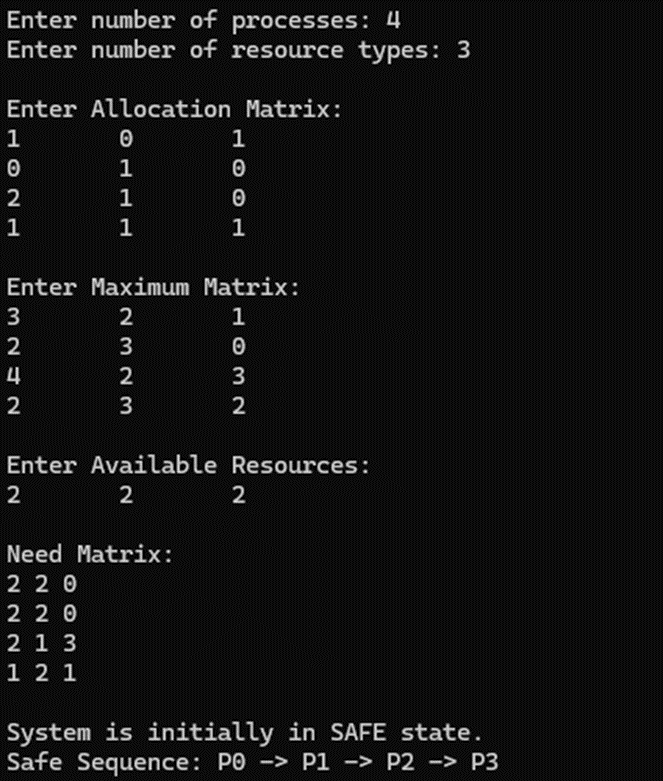 Enter number of processes: 4
Enter number of resource types: 3
Enter Allocation Matrix:
1 0 1
0 1 0
2 1 0
1 1 1
Enter Maximum Matrix:
3 2 1
2 3 0
4 2 3
2 3 2
Enter Available Resources:
2 2 2
Need Matrix:
2 2 0
2 2 0
2 1 3
1 2 1
System is initially in SAFE state.
Safe Sequence: P0 -> P1 -> P2 -> P3